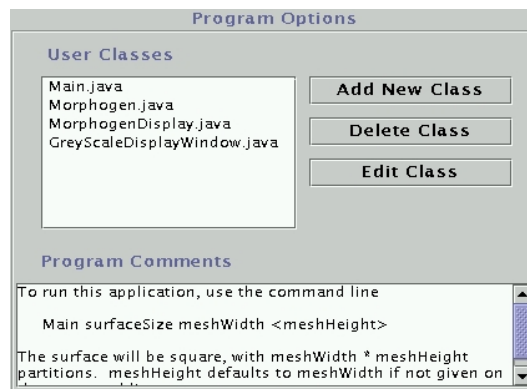 Program Options
User Classes
Main.java
Morphogen.java
MorphogenDisplay.java
GreyScaleDisplayWindow.java
Add New Class
Delete Class
Edit Class
Program Comments
To run this application, use the command line
Main surfaceSize meshWidth <meshHeight>
The surface will be square, with meshWidth * meshHeight
partitions. meshHeight defaults to meshWidth if not given on